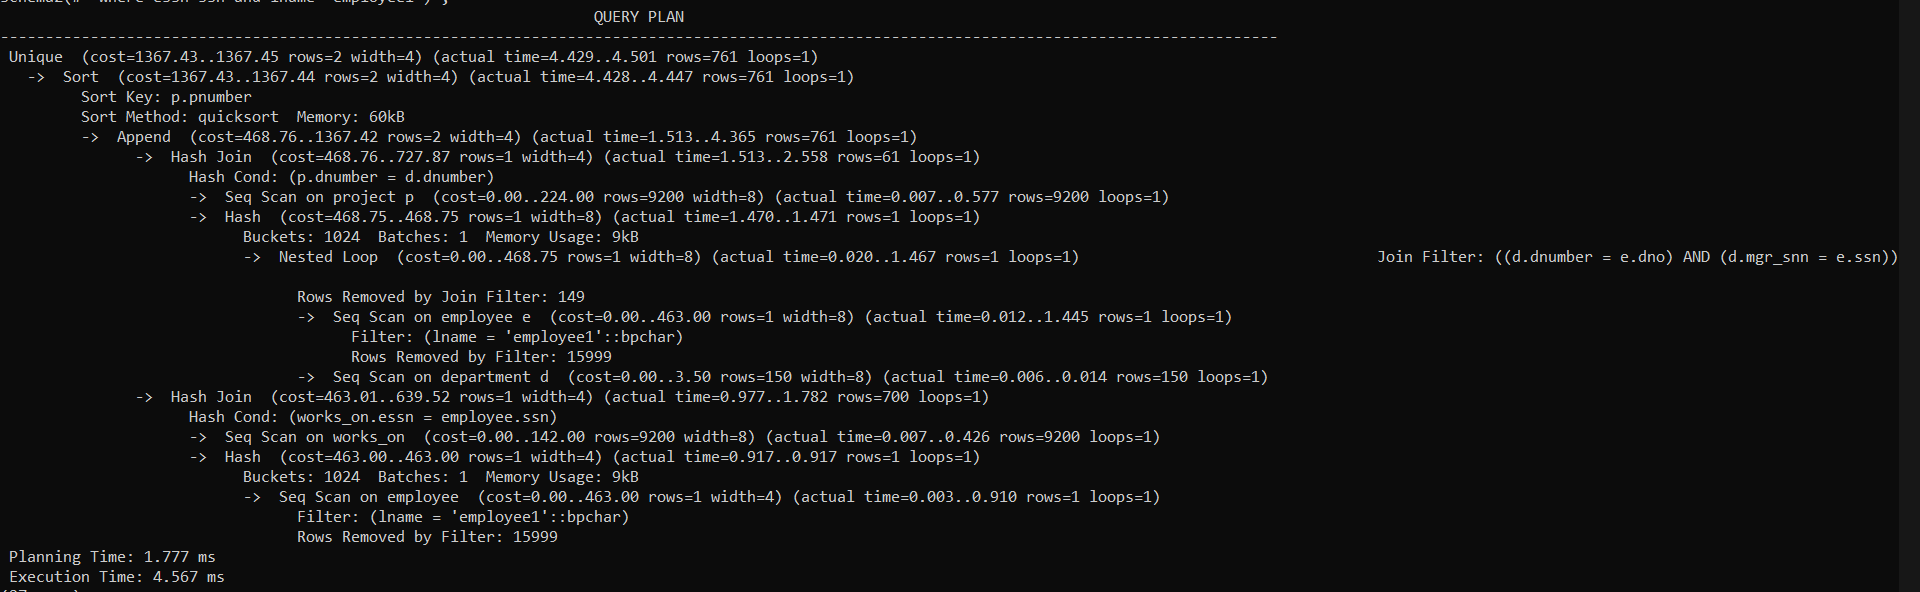 schema2(# where essn=ssn and lname='employee1') ;
QUERY PLAN
---------------------------------------------------------------------------------------------------------------------------------------------
Unique  (cost=1367.43..1367.45 rows=2 width=4) (actual time=4.429..4.501 rows=761 loops=1)
  ->  Sort  (cost=1367.43..1367.44 rows=2 width=4) (actual time=4.428..4.447 rows=761 loops=1)
        Sort Key: p.pnumber
        Sort Method: quicksort  Memory: 60kB
        ->  Append  (cost=468.76..1367.42 rows=2 width=4) (actual time=1.513..4.365 rows=761 loops=1)
              ->  Hash Join  (cost=468.76..727.87 rows=1 width=4) (actual time=1.513..2.558 rows=61 loops=1)
                    Hash Cond: (p.dnumber = d.dnumber)
                    ->  Seq Scan on project p  (cost=0.00..224.00 rows=9200 width=8) (actual time=0.007..0.577 rows=9200 loops=1)
                    ->  Hash  (cost=468.75..468.75 rows=1 width=8) (actual time=1.470..1.471 rows=1 loops=1)
                          Buckets: 1024  Batches: 1  Memory Usage: 9kB
                          ->  Nested Loop  (cost=0.00..468.75 rows=1 width=8) (actual time=0.020..1.467 rows=1 loops=1)                                 Join Filter: ((d.dnumber = e.dno) AND (d.mgr_snn = e.ssn))
                                Rows Removed by Join Filter: 149
                                ->  Seq Scan on employee e  (cost=0.00..463.00 rows=1 width=8) (actual time=0.012..1.445 rows=1 loops=1)
                                      Filter: (lname = 'employee1'::bpchar)
                                      Rows Removed by Filter: 15999
                                ->  Seq Scan on department d  (cost=0.00..3.50 rows=150 width=8) (actual time=0.006..0.014 rows=150 loops=1)
              ->  Hash Join  (cost=463.01..639.52 rows=1 width=4) (actual time=0.977..1.782 rows=700 loops=1)
                    Hash Cond: (works_on.essn = employee.ssn)
                    ->  Seq Scan on works_on  (cost=0.00..142.00 rows=9200 width=8) (actual time=0.007..0.426 rows=9200 loops=1)
                    ->  Hash  (cost=463.00..463.00 rows=1 width=4) (actual time=0.917..0.917 rows=1 loops=1)
                          Buckets: 1024  Batches: 1  Memory Usage: 9kB
                          ->  Seq Scan on employee  (cost=0.00..463.00 rows=1 width=4) (actual time=0.003..0.910 rows=1 loops=1)
                                Filter: (lname = 'employee1'::bpchar)
                                Rows Removed by Filter: 15999
Planning Time: 1.777 ms
Execution Time: 4.567 ms